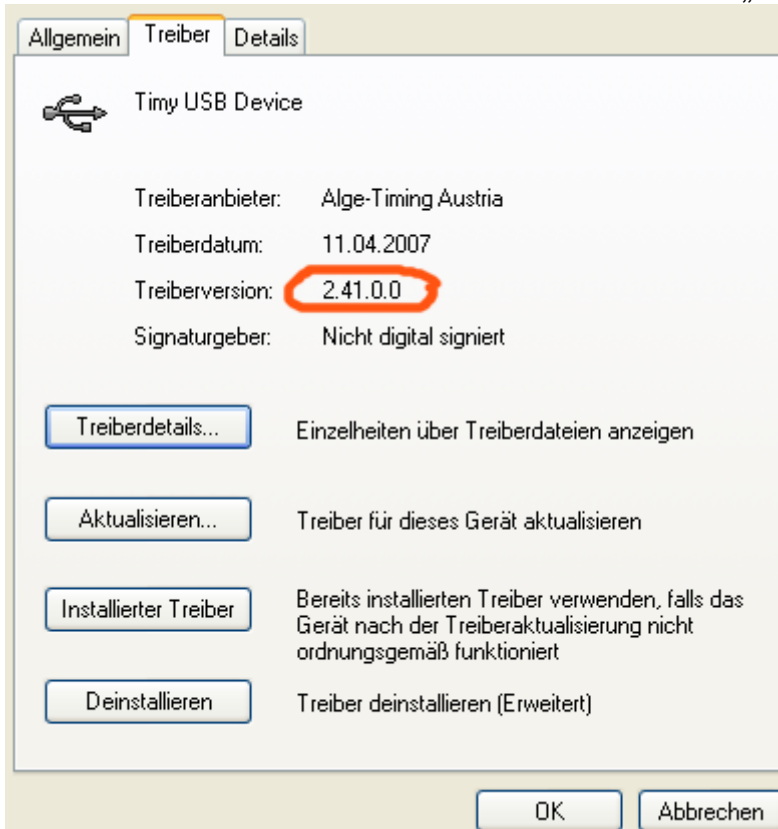 „
Allgemein Treiber Details
Timy USB Device
Treiberanbieter: Alge-Timing Austria
Treiberdatum: 11.04.2007
Treiberversion: 2.41.0.0
Signaturgeber: Nicht digital signiert
Treiberdetails... Einzelheiten über Treiberdateien anzeigen
Aktualisieren... Treiber für dieses Gerät aktualisieren
Installierter Treiber Bereits installierten Treiber verwenden, falls das
Gerät nach der Treiberaktualisierung nicht
ordnungsgemäß funktioniert
Deinstallieren Treiber deinstallieren (Erweitert)
OK Abbrechen